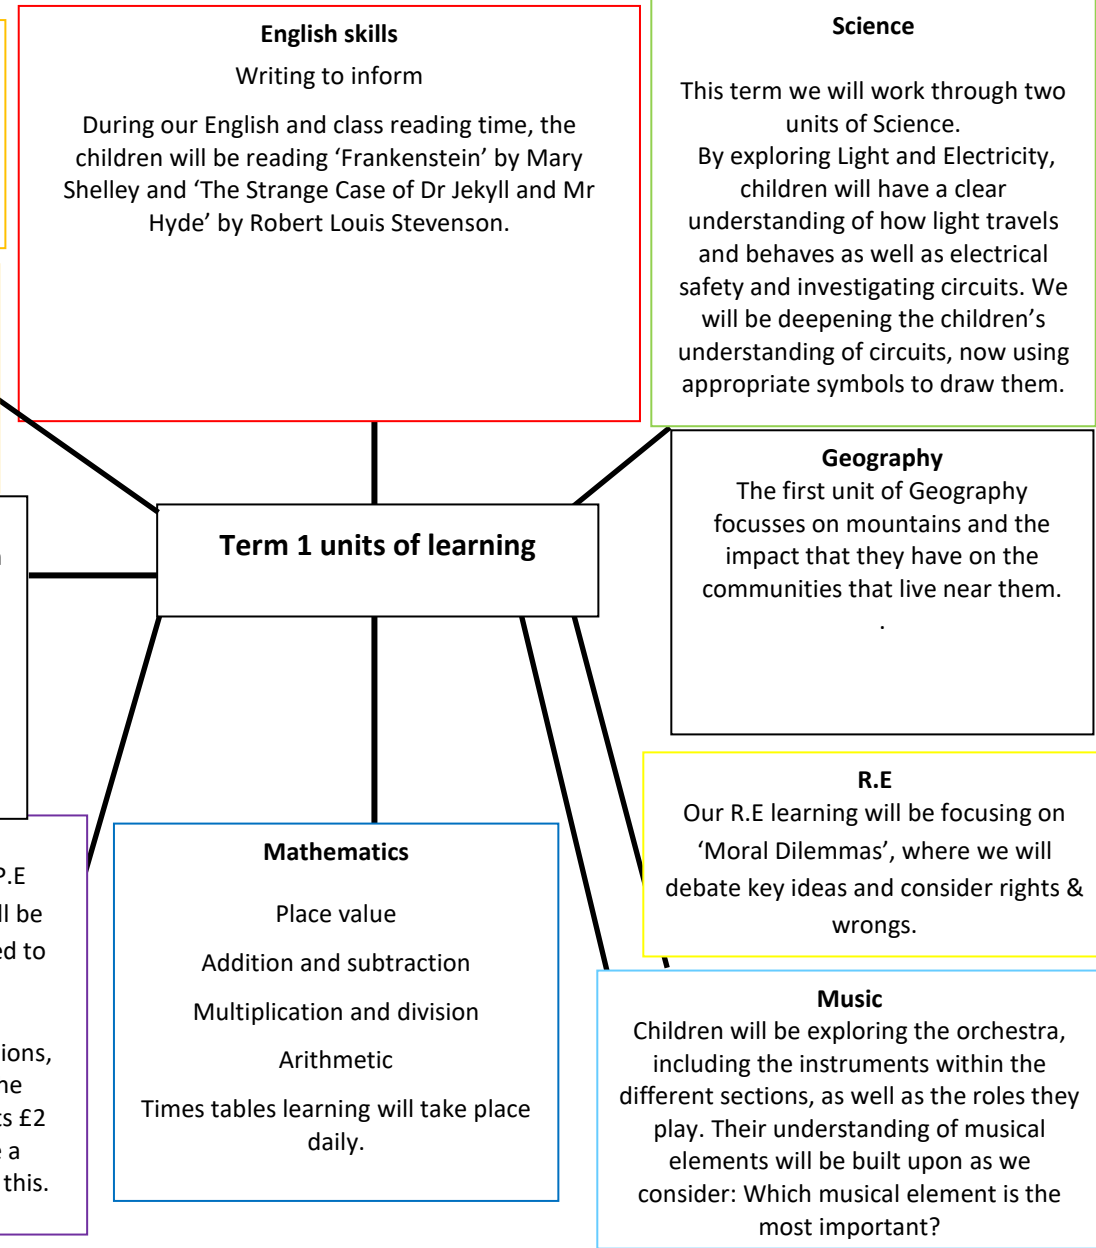 English skills
Writing to inform
During our English and class reading time, the
children will be reading ‘Frankenstein’ by Mary
Shelley and ‘The Strange Case of Dr Jekyll and Mr
Hyde’ by Robert Louis Stevenson.
Science
This term we will work through two
units of Science.
By exploring Light and Electricity,
children will have a clear
understanding of how light travels
and behaves as well as electrical
safety and investigating circuits. We
will be deepening the children’s
understanding of circuits, now using
appropriate symbols to draw them.
Term 1 units of learning
Geography
The first unit of Geography
focusses on mountains and the
impact that they have on the
communities that live near them.
.
R.E
Our R.E learning will be focusing on
‘Moral Dilemmas’, where we will
debate key ideas and consider rights &
wrongs.
P.E
be
to
a
this.
£2
Mathematics
Place value
Addition and subtraction
Multiplication and division
Arithmetic
Times tables learning will take place
daily.
Music
Children will be exploring the orchestra,
including the instruments within the
different sections, as well as the roles they
play. Their understanding of musical
elements will be built upon as we
consider: Which musical element is the
most important?